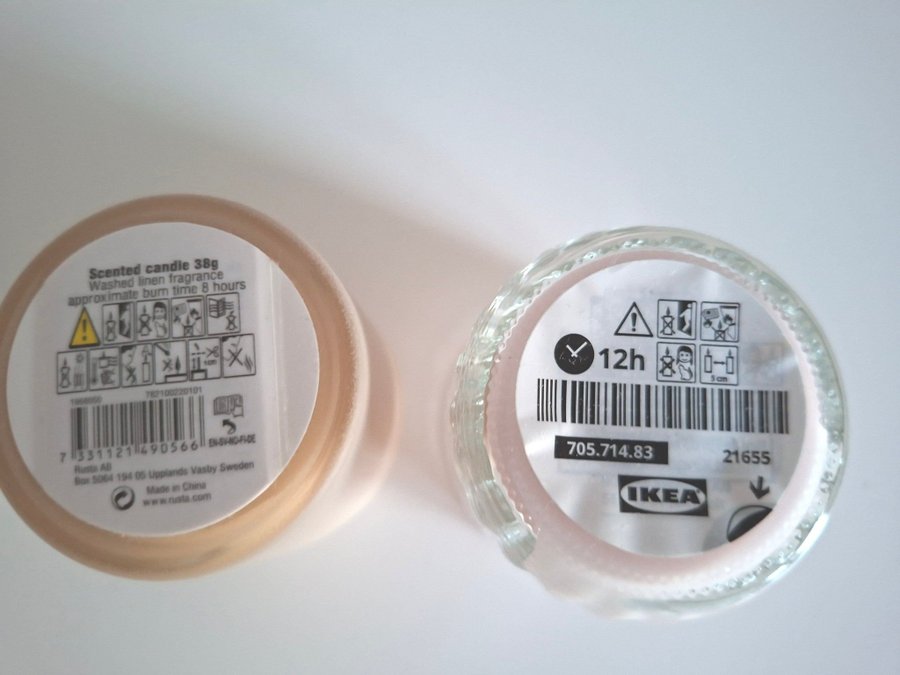 Scented candle 38g
Washed linen fragrance
approximate burn time 8 hours
782100220101
7 331121 490566
EN-SV-NO-FI-DE
Rusta AB
Box 5064 194 05 Upplands Väsby Sweden
Made in China
www.rusta.com
12h
5 cm
705.714.83
21655
IKEA